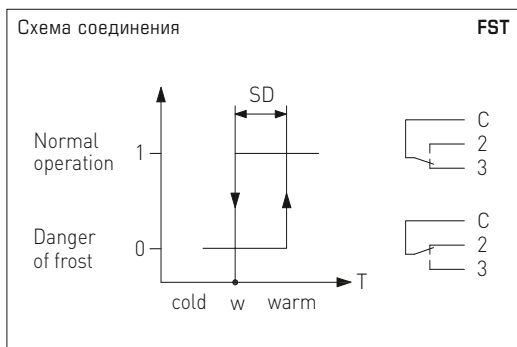 Схема соединения FST
SD
Normal
operation
1
Danger
of frost
0
T
cold w warm
C
2
3
C
2
3